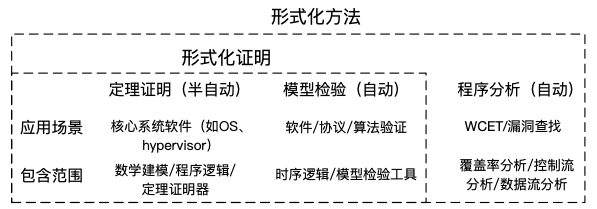 形式化方法
形式化证明
定理证明（半自动） 模型检验（自动） 程序分析（自动）
应用场景 核心系统软件（如OS、 软件/协议/算法验证 WCET/漏洞查找
hypervisor)
包含范围 数学建模/程序逻辑/ 时序逻辑/模型检验工具 覆盖率分析/控制流
定理证明器 分析/数据流分析